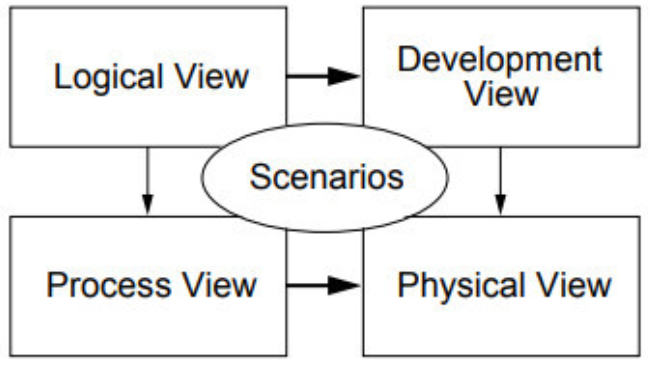 Logical View
Development
View
Scenarios
Process View
Physical View